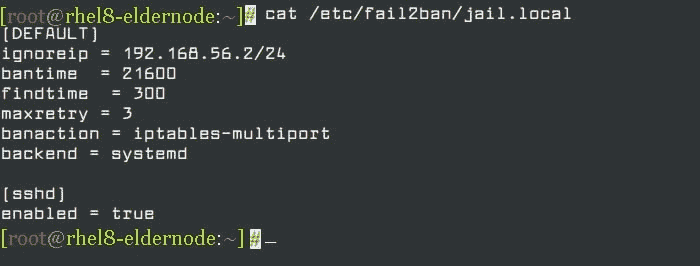 [root@rhel8-eldernode:~]# cat /etc/fail2ban/jail.local
[DEFAULT]
ignoreip = 192.168.56.2/24
bantime  = 21600
findtime  = 300
maxretry = 3
banaction = iptables-multiport
backend = systemd
[sshd]
enabled = true
[root@rhel8-eldernode:~] #_